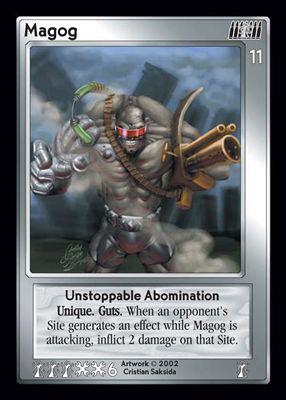 Magog
11
Unstoppable Abomination
Unique. Guts. When an opponent's
Site generates an effect while Magog is
attacking, inflict 2 damage on that Site.
6
Artwork © 2002
Cristian Saksida